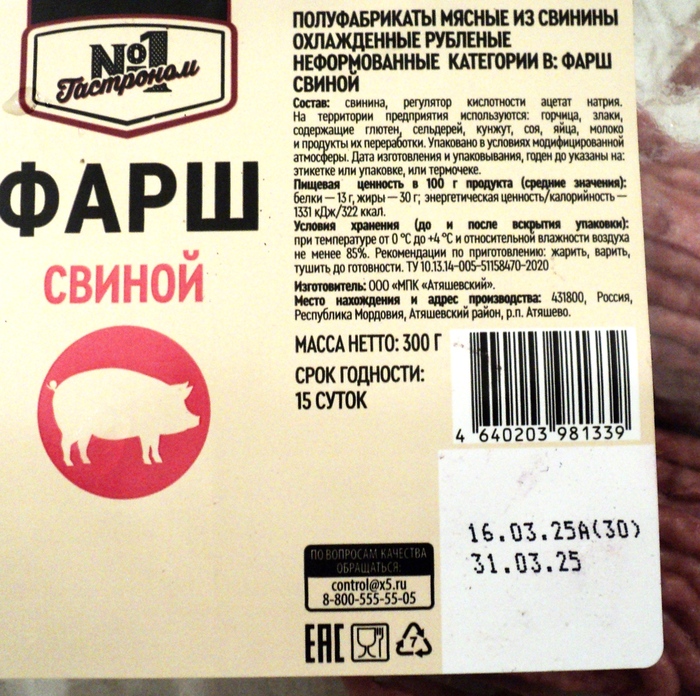 №1
Гастроном
ФАРШ
СВИНОЙ
ПОЛУФАБРИКАТЫ МЯСНЫЕ ИЗ СВИНИНЫ
ОХЛАЖДЕННЫЕ РУБЛЕНЫЕ
НЕФОРМОВАННЫЕ КАТЕГОРИИ В: ФАРШ
СВИНОЙ
Состав: свинина, регулятор кислотности ацетат натрия.
На территории предприятия используются: горчица, злаки,
содержащие глютен, сельдерей, кунжут, соя, яйца, молоко
и продукты их переработки. Упаковано в условиях модифицированной
атмосферы. Дата изготовления и упаковывания, годен до указаны на:
этикетке или упаковке, или термочеке.
Пищевая ценность в 100 г продукта (средние значения):
белки — 13 г, жиры — 30 г; энергетическая ценность/калорийность —
1331 кДж/322 ккал.
Условия хранения (до и после вскрытия упаковки):
при температуре от 0 °С до +4 °С и относительной влажности воздуха
не менее 85%. Рекомендации по приготовлению: жарить, варить,
тушить до готовности. ТУ 10.13.14-005-51158470-2020
Изготовитель: ООО «МПК «Атяшевский».
Место нахождения и адрес производства: 431800, Россия,
Республика Мордовия, Атяшевский район, р.п. Атяшево.
МАССА НЕТТО: 300 Г
СРОК ГОДНОСТИ:
15 СУТОК
4 640203 981339
16.03.25А(30)
31.03.25
ПО ВОПРОСАМ КАЧЕСТВА
ОБРАЩАТЬСЯ:
control@x5.ru
8-800-555-55-05
ЕАС
7